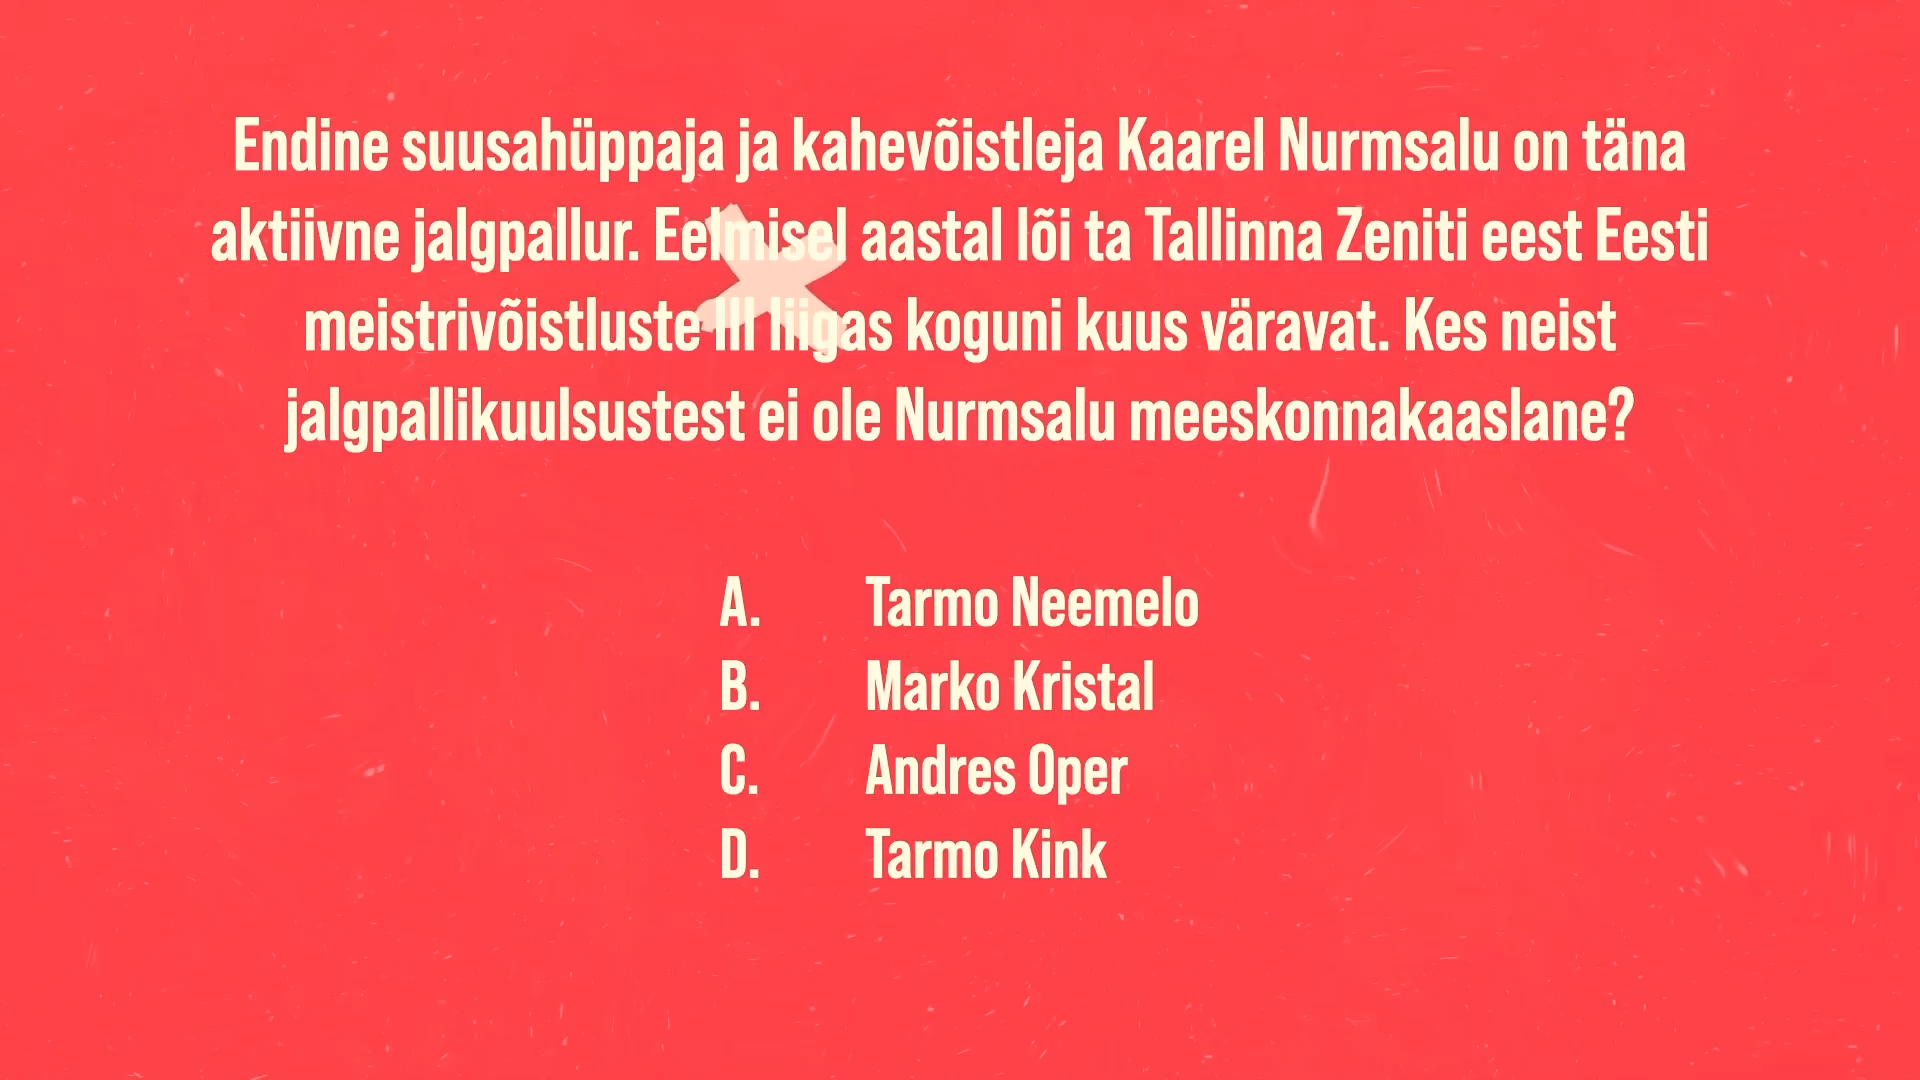 Endine suusahüppaja ja kahevõistleja Kaarel Nurmsalu on täna
aktiivne jalgpallur. Eelmisel aastal lõi ta Tallinna Zeniti eest Eesti
meistrivõistluste III liigas koguni kuus väravat. Kes neist
jalgpallikuulsustest ei ole Nurmsalu meeskonnakaaslane?
A. Tarmo Neemelo
B. Marko Kristal
C. Andres Oper
D. Tarmo Kink